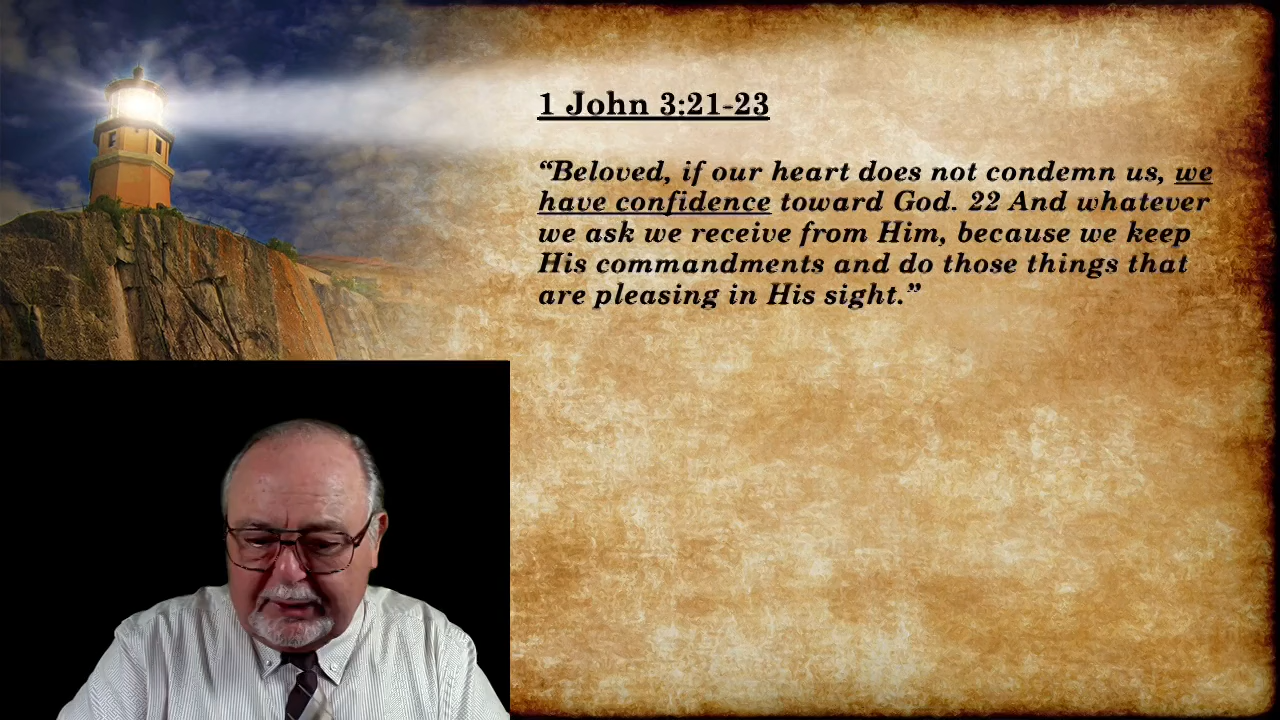 1 John 3:21-23
“Beloved, if our heart does not condemn us, we
have confidence toward God. 22 And whatever
we ask we receive from Him, because we keep
His commandments and do those things that
are pleasing in His sight.”